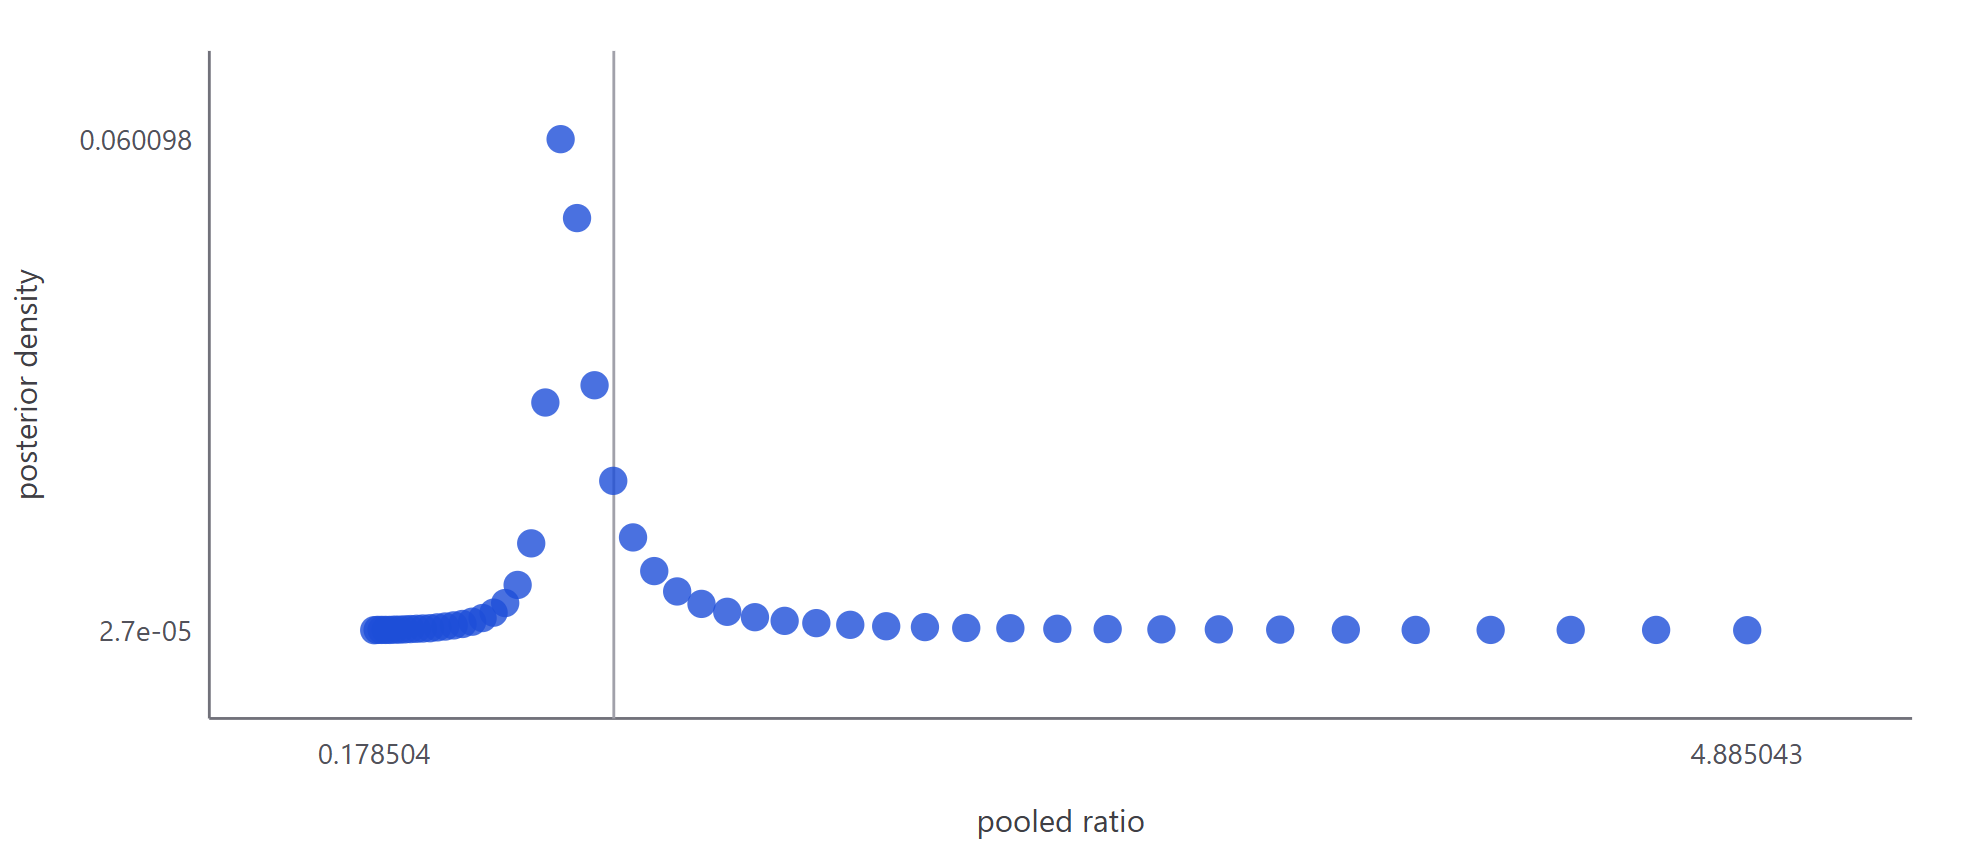 0.060098
posterior density
2.7e-05
0.178504
4.885043
pooled ratio